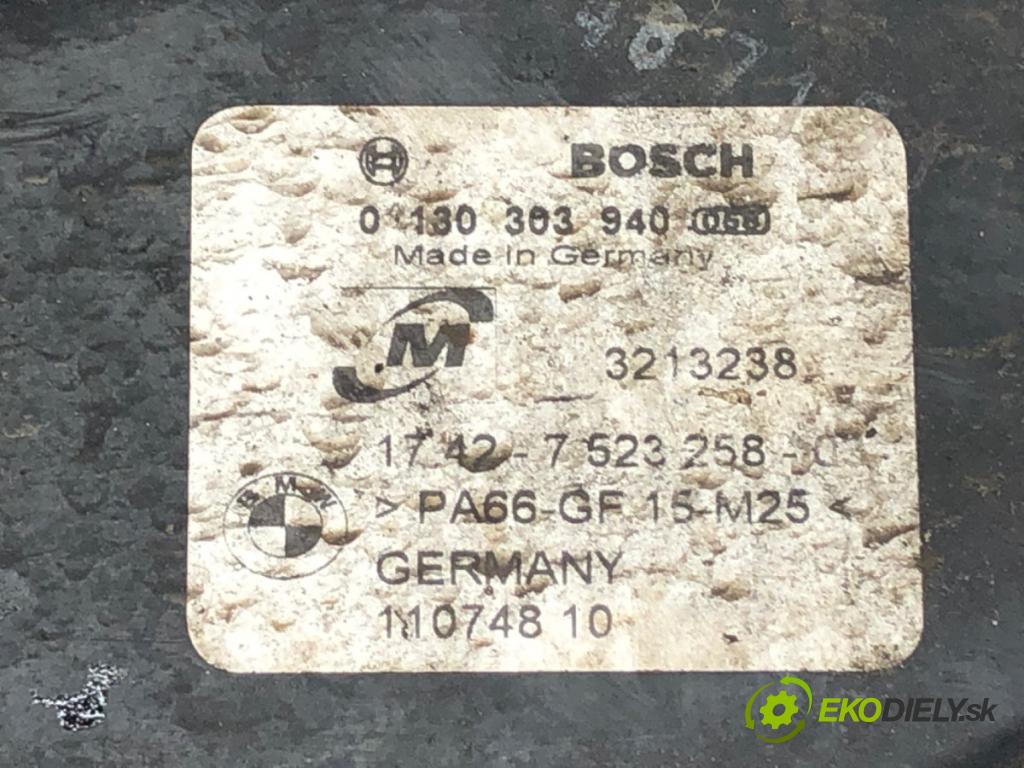 BOSCH
0 130 303 940
Made in Germany
M
3213238
17 42 - 7 523 258 -
BMW
> PA66-GF 15-M25 <
GERMANY
110748 10
EKODIELY.sk